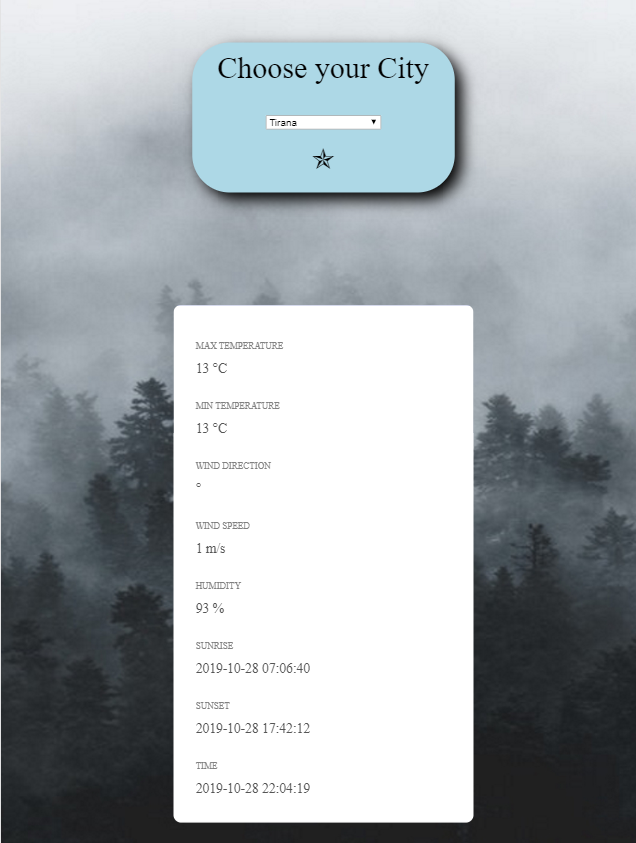 Choose your City
Tirana
MAX TEMPERATURE
13 °C
MIN TEMPERATURE
13 °C
WIND DIRECTION
°
WIND SPEED
1 m/s
HUMIDITY
93 %
SUNRISE
2019-10-28 07:06:40
SUNSET
2019-10-28 17:42:12
TIME
2019-10-28 22:04:19